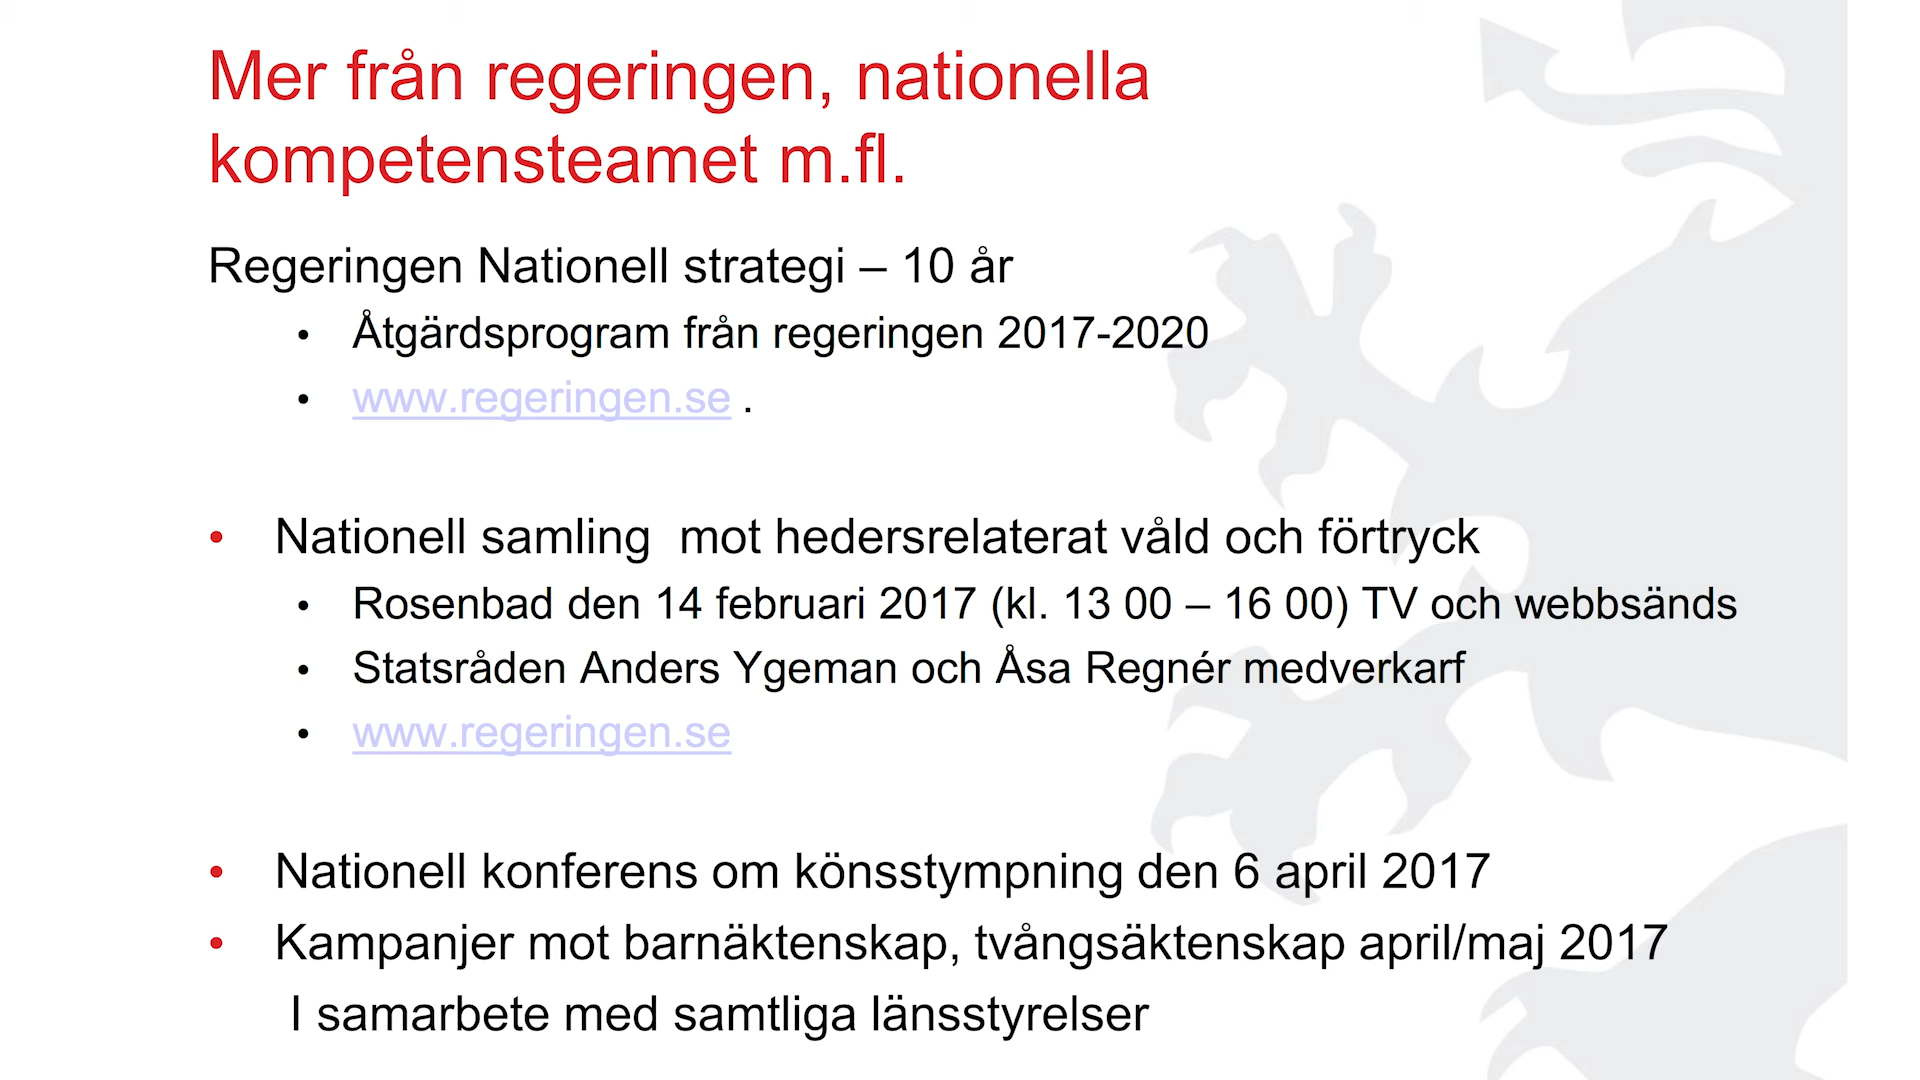 Mer från regeringen, nationella
kompetensteamet m.fl.
Regeringen Nationell strategi – 10 år
• Åtgärdsprogram från regeringen 2017-2020
• www.regeringen.se .
• Nationell samling  mot hedersrelaterat våld och förtryck
• Rosenbad den 14 februari 2017 (kl. 13 00 – 16 00) TV och webbsänds
• Statsråden Anders Ygeman och Åsa Regnér medverkarf
• www.regeringen.se
• Nationell konferens om könsstympning den 6 april 2017
• Kampanjer mot barnäktenskap, tvångsäktenskap april/maj 2017
I samarbete med samtliga länsstyrelser